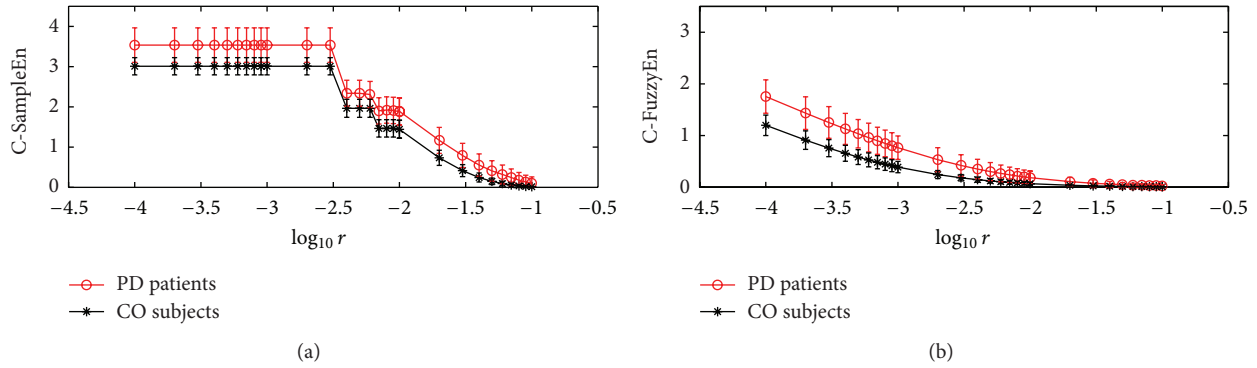 4
3
2
1
0
C-SampleEn
−4.5 −4 −3.5 −3 −2.5 −2 −1.5 −1 −0.5
log10 r
PD patients
CO subjects
(a)
3
2
1
0
C-FuzzyEn
−4.5 −4 −3.5 −3 −2.5 −2 −1.5 −1 −0.5
log10 r
PD patients
CO subjects
(b)